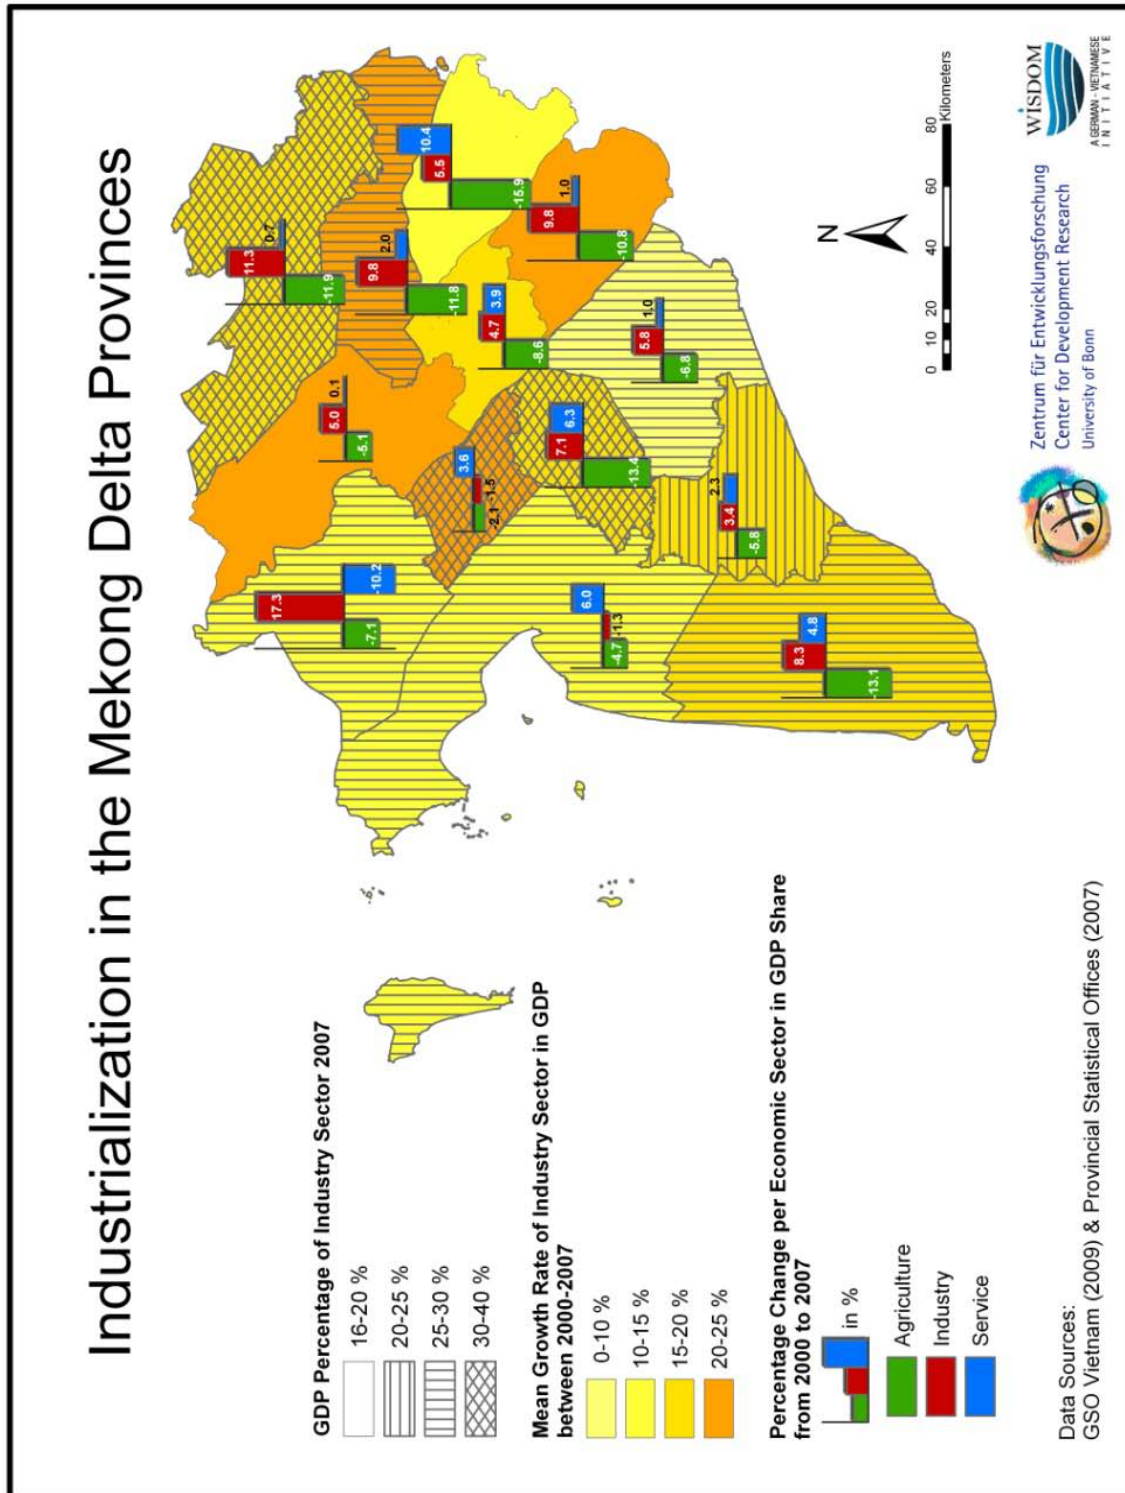 Industrialization in the Mekong Delta Provinces
GDP Percentage of Industry Sector 2007
16-20 %
20-25 %
25-30 %
30-40 %
Mean Growth Rate of Industry Sector in GDP
between 2000-2007
0-10 %
10-15 %
15-20 %
20-25 %
Percentage Change per Economic Sector in GDP Share
from 2000 to 2007
in %
Agriculture
Industry
Service
Data Sources:
GSO Vietnam (2009) & Provincial Statistical Offices (2007)
-11.9
11.3
0.7
-5.1
5.0
0.1
-11.8
9.8
2.0
-15.9
5.5
10.4
-7.1
17.3
-10.2
-2.1
-1.5
3.6
-8.6
4.7
3.9
-10.8
9.8
1.0
-4.7
-1.3
6.0
-13.4
7.1
6.3
-6.8
5.8
1.0
-5.8
3.4
2.3
-13.1
8.3
4.8
N
0 10 20 40 60 80
Kilometers
Zentrum für Entwicklungsforschung
Center for Development Research
University of Bonn
WISDOM
A GERMAN - VIETNAMESE
INITIATIVE